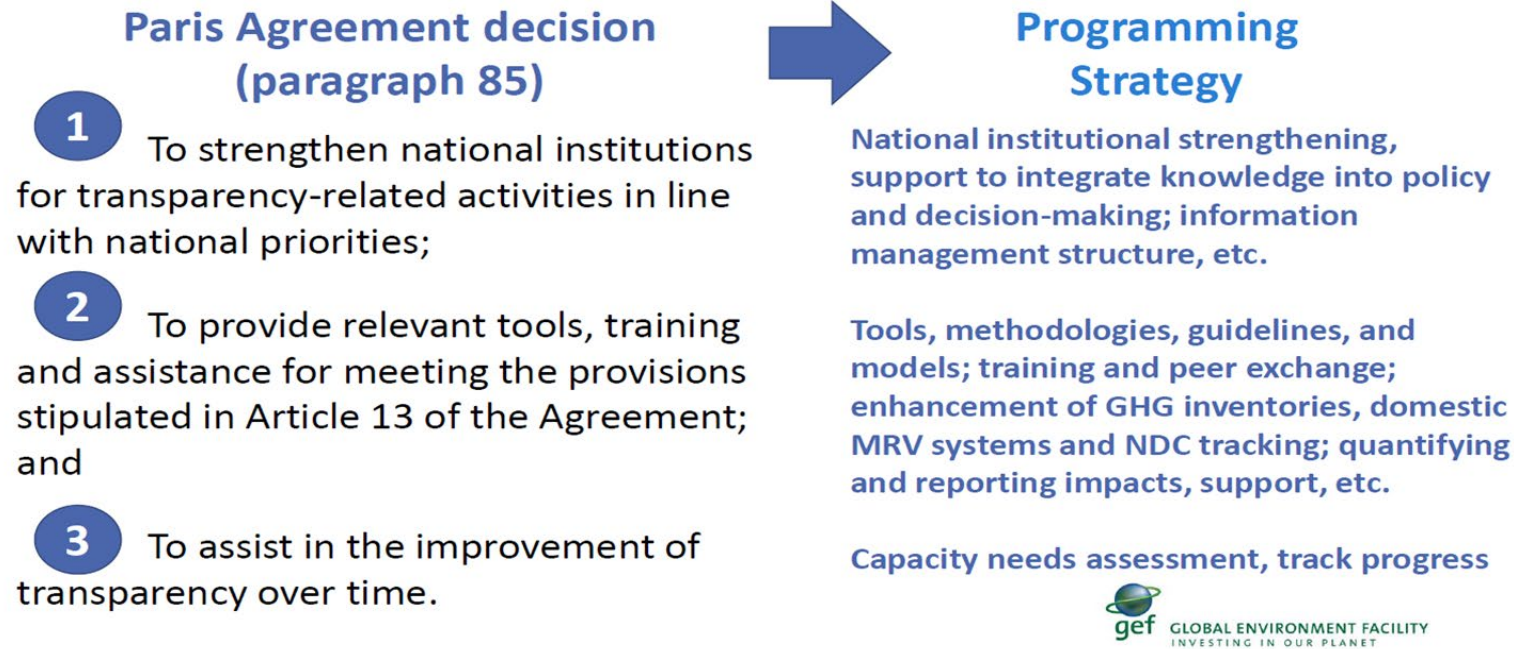 Paris Agreement decision
(paragraph 85)
1 To strengthen national institutions
for transparency-related activities in line
with national priorities;
2 To provide relevant tools, training
and assistance for meeting the provisions
stipulated in Article 13 of the Agreement;
and
3 To assist in the improvement of
transparency over time.
Programming
Strategy
National institutional strengthening,
support to integrate knowledge into policy
and decision-making; information
management structure, etc.
Tools, methodologies, guidelines, and
models; training and peer exchange;
enhancement of GHG inventories, domestic
MRV systems and NDC tracking; quantifying
and reporting impacts, support, etc.
Capacity needs assessment, track progress
gef GLOBAL ENVIRONMENT FACILITY
INVESTING IN OUR PLANET